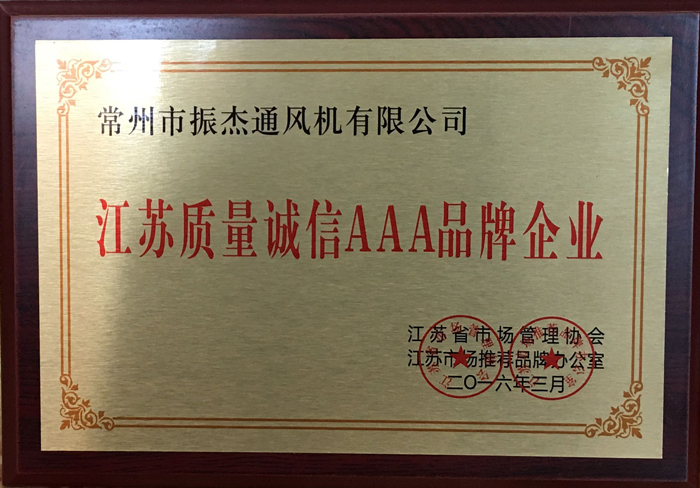 常州市振杰通风机有限公司
江苏质量诚信AAA品牌企业
江苏省市场管理协会
江苏市场推荐品牌办公室
二〇一六年三月